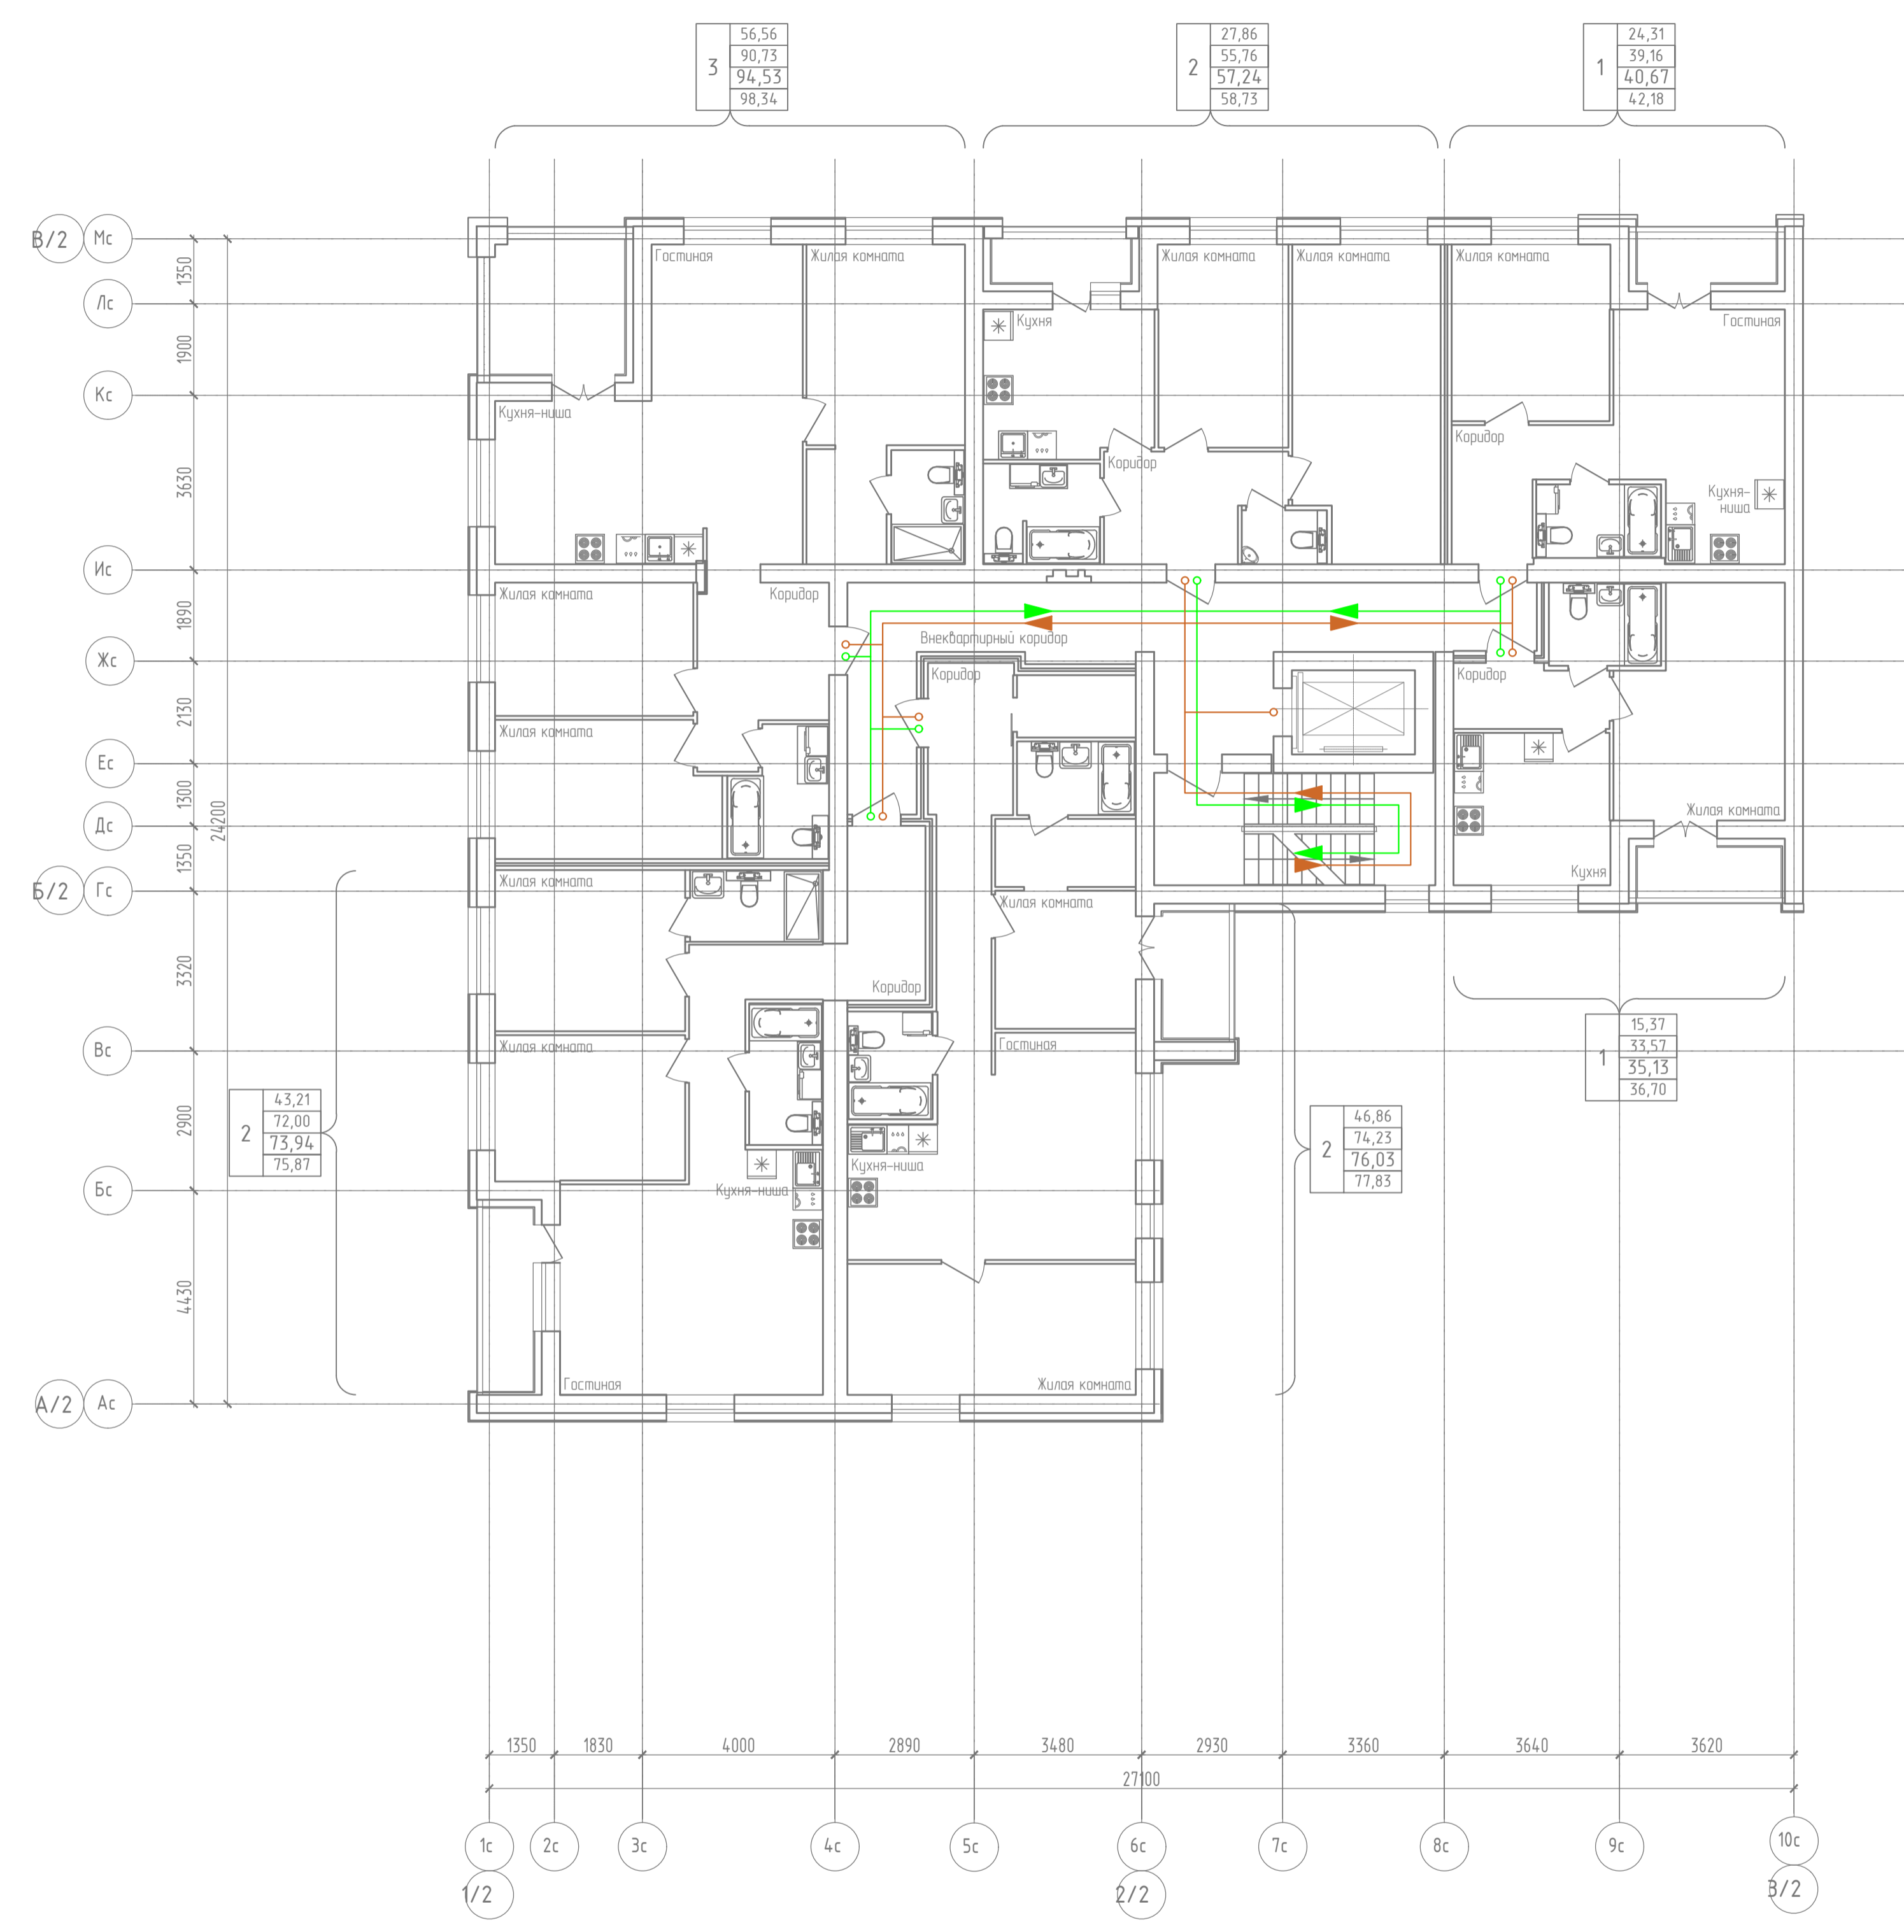 56,56
3
90,73
94,53
98,34
27,86
2
55,76
57,24
58,73
24,31
1
39,16
40,67
42,18
В/2
Мс
Лс
Кс
Ис
Жс
Ес
Дс
Б/2
Гс
Вс
Бс
А/2
Ас
1350
1900
3630
1890
2130
1300
1350
3320
2900
4430
24200
Гостиная
Жилая комната
Жилая комната
Жилая комната
Жилая комната
Кухня
Гостиная
Кухня-ниша
Коридор
Коридор
Кухня-
ниша
Жилая комната
Коридор
Внеквартирный коридор
Коридор
Коридор
Жилая комната
Жилая комната
Кухня
Жилая комната
Жилая комната
Коридор
Жилая комната
Гостиная
Кухня-ниша
Кухня-ниша
Гостиная
Жилая комната
43,21
2
72,00
73,94
75,87
15,37
1
33,57
35,13
36,70
46,86
2
74,23
76,03
77,83
1350
1830
4000
2890
3480
2930
3360
3640
3620
27100
1с
2с
3с
4с
5с
6с
7с
8с
9с
10с
1/2
2/2
3/2